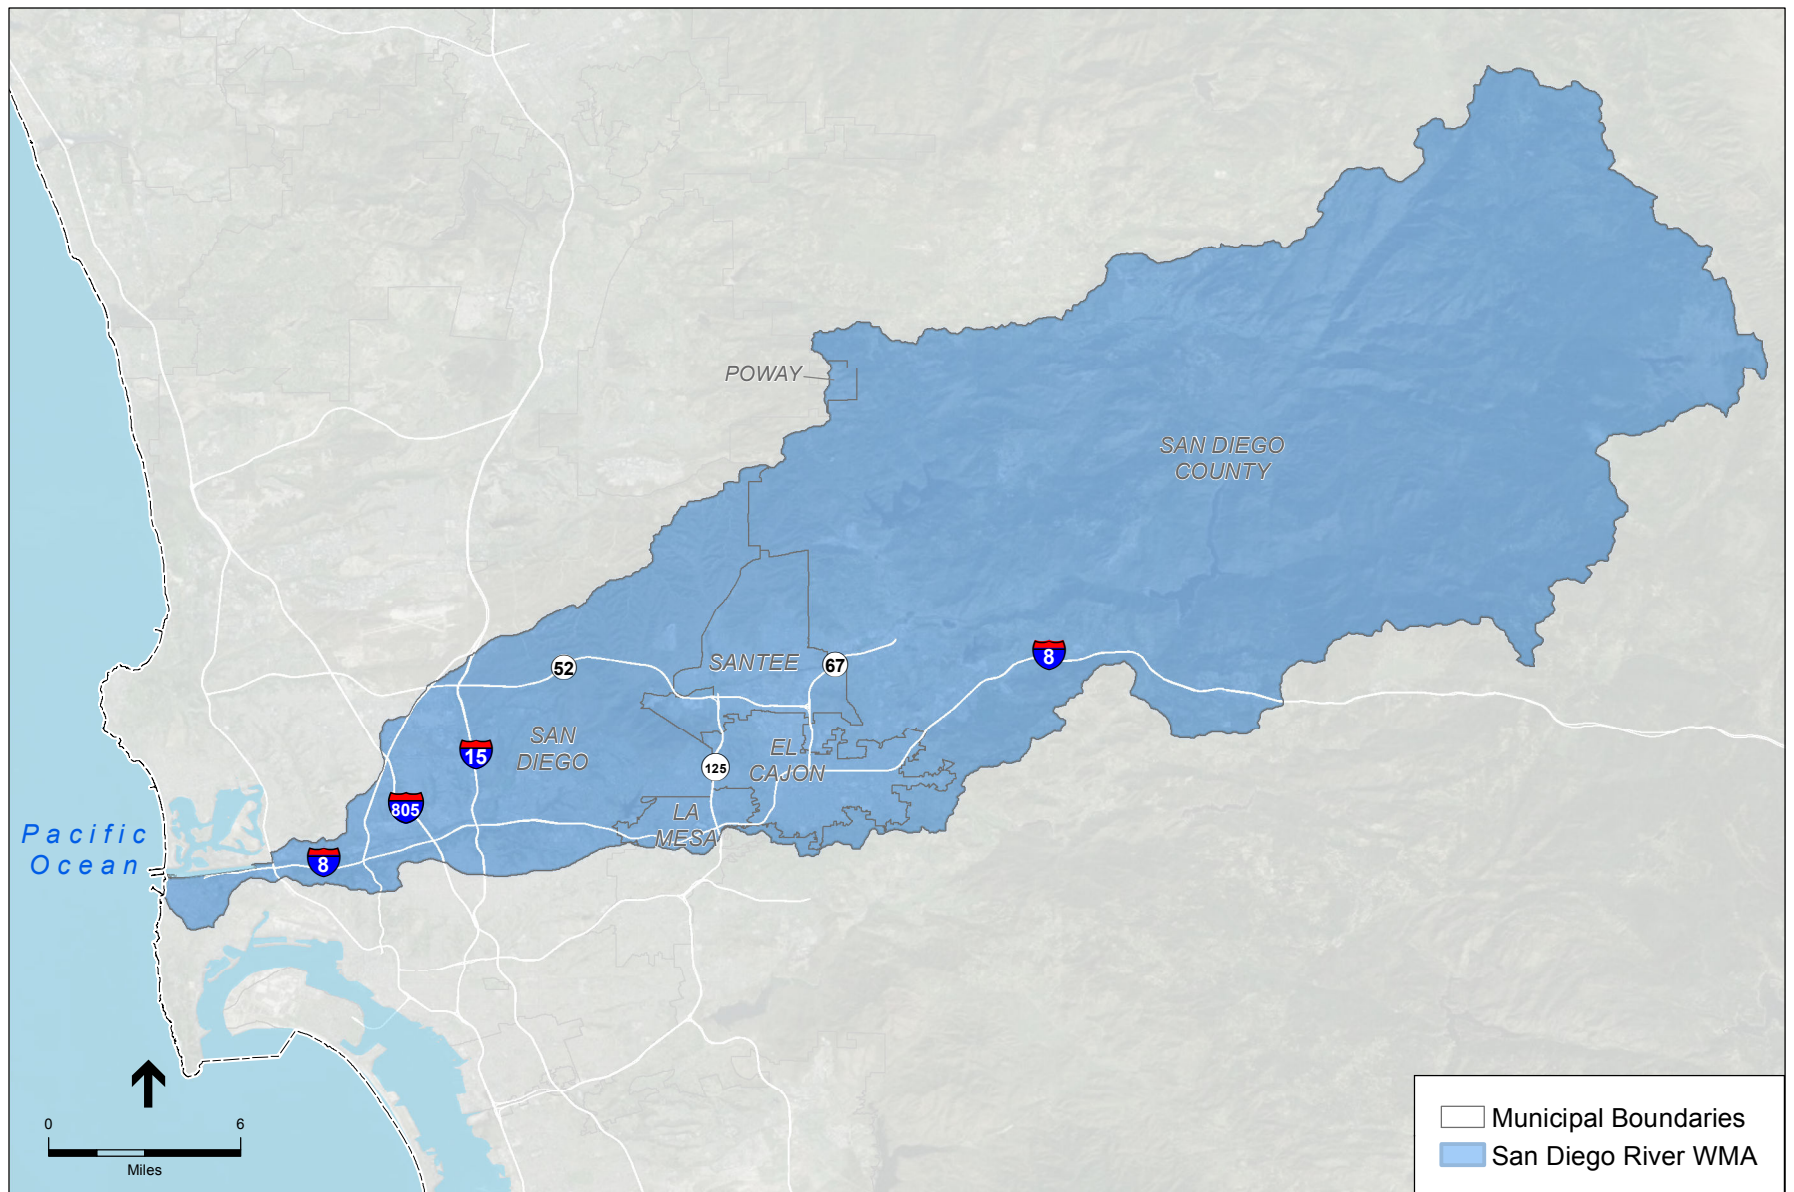 POWAY
SAN DIEGO
COUNTY
8
SANTEE
67
52
SAN
DIEGO
15
EL
CAJON
125
805
LA
MESA
Pacific
Ocean
8
0
6
Miles
Municipal Boundaries
San Diego River WMA